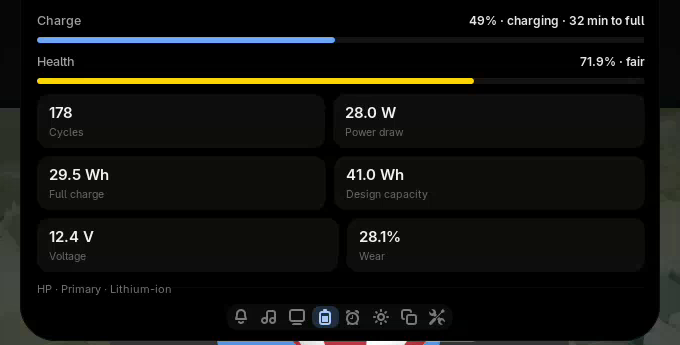 Charge 49% · charging · 32 min to full
Health 71.9% · fair
178 28.0 W
Cycles Power draw
29.5 Wh 41.0 Wh
Full charge Design capacity
12.4 V 28.1%
Voltage Wear
HP · Primary · Lithium-ion